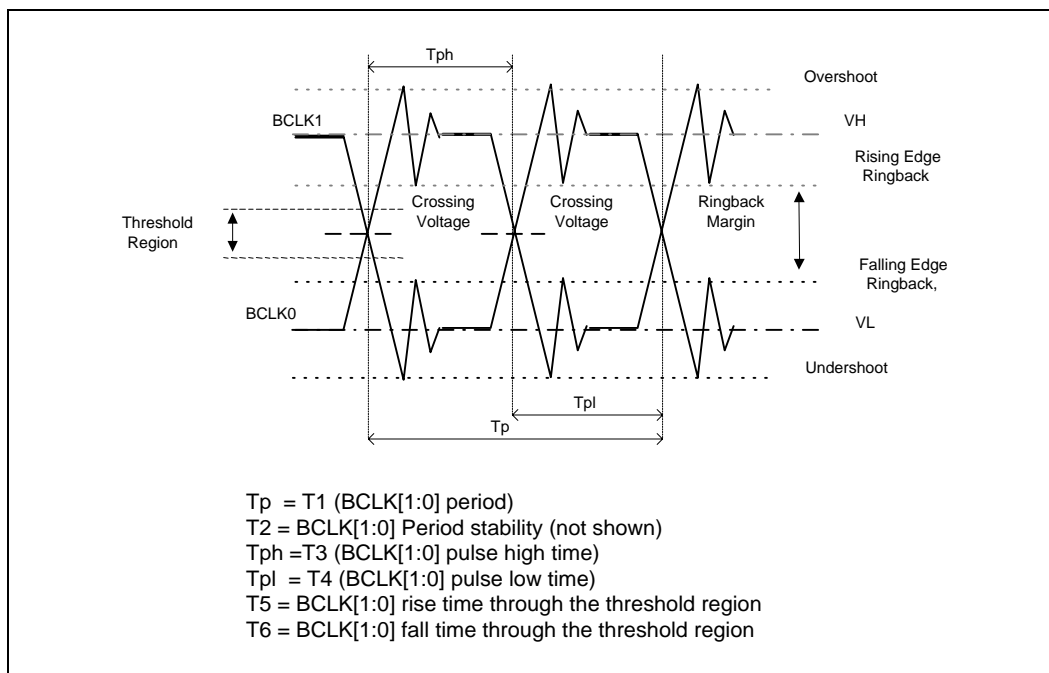 Tph
Overshoot
BCLK1
VH
Rising Edge
Ringback
Crossing
Voltage
Crossing
Voltage
Ringback
Margin
Threshold
Region
Falling Edge
Ringback,
BCLK0
VL
Undershoot
Tpl
Tp
Tp = T1 (BCLK[1:0] period)
T2 = BCLK[1:0] Period stability (not shown)
Tph =T3 (BCLK[1:0] pulse high time)
Tpl = T4 (BCLK[1:0] pulse low time)
T5 = BCLK[1:0] rise time through the threshold region
T6 = BCLK[1:0] fall time through the threshold region